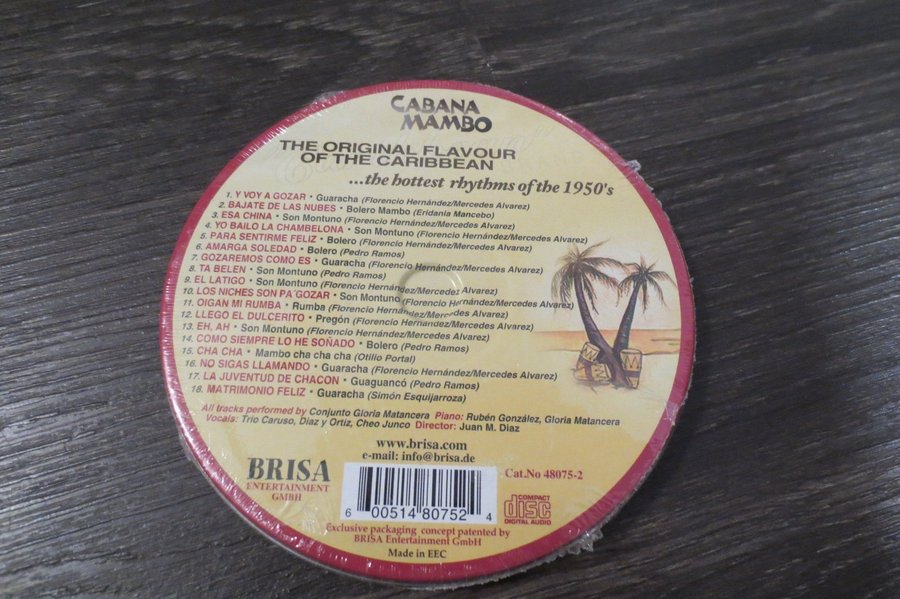 CABANA
MAMBO
THE ORIGINAL FLAVOUR
OF THE CARIBBEAN
...the hottest rhythms of the 1950's
1. Y VOY A GOZAR • Guaracha (Florencio Hernández/Mercedes Alvarez)
2. BAJATE DE LAS NUBES • Bolero Mambo (Eridania Mancebo)
3. ESA CHINA • Son Montuno (Florencio Hernández/Mercedes Alvarez)
4. YO BAILO LA CHAMBELONA • Son Montuno (Florencio Hernández/Mercedes Alvarez)
5. PARA SENTIRME FELIZ • Bolero (Florencio Hernández/Mercedes Alvarez)
6. AMARGA SOLEDAD • Bolero (Pedro Ramos)
7. GOZAREMOS COMO ES • Guaracha (Florencio Hernández/Mercedes Alvarez)
8. TA BELEN • Son Montuno (Pedro Ramos)
9. EL LATIGO • Son Montuno (Florencio Hernández/Mercedes Alvarez)
10. LOS NICHES SON PA´GOZAR • Son Montuno (Florencio Hernández/Mercedes Alvarez)
11. OIGAN MI RUMBA • Rumba (Florencio Hernández/Mercedes Alvarez)
12. LLEGO EL DULCERITO • Pregón (Florencio Hernández/Mercedes Alvarez)
13. EH, AH • Son Montuno (Florencio Hernández/Mercedes Alvarez)
14. COMO SIEMPRE LO HE SOÑADO • Bolero (Pedro Ramos)
15. CHA CHA • Mambo cha cha cha (Otilio Portal)
16. NO SIGAS LLAMANDO • Guaracha (Florencio Hernández/Mercedes Alvarez)
17. LA JUVENTUD DE CHACON • Guaguancó (Pedro Ramos)
18. MATRIMONIO FELIZ • Guaracha (Simón Esquijarroza)
All tracks performed by Conjunto Gloria Matancera Piano: Rubén González, Gloria Matancera
Vocals: Trio Caruso, Diaz y Ortiz, Cheo Junco Director: Juan M. Diaz
www.brisa.com
e-mail: info@brisa.de
BRISA
ENTERTAINMENT
GMBH
Cat.No 48075-2
6 00514 80752 4
COMPACT
disc
DIGITAL AUDIO
Exclusive packaging concept patented by
BRISA Entertainment GmbH
Made in EEC